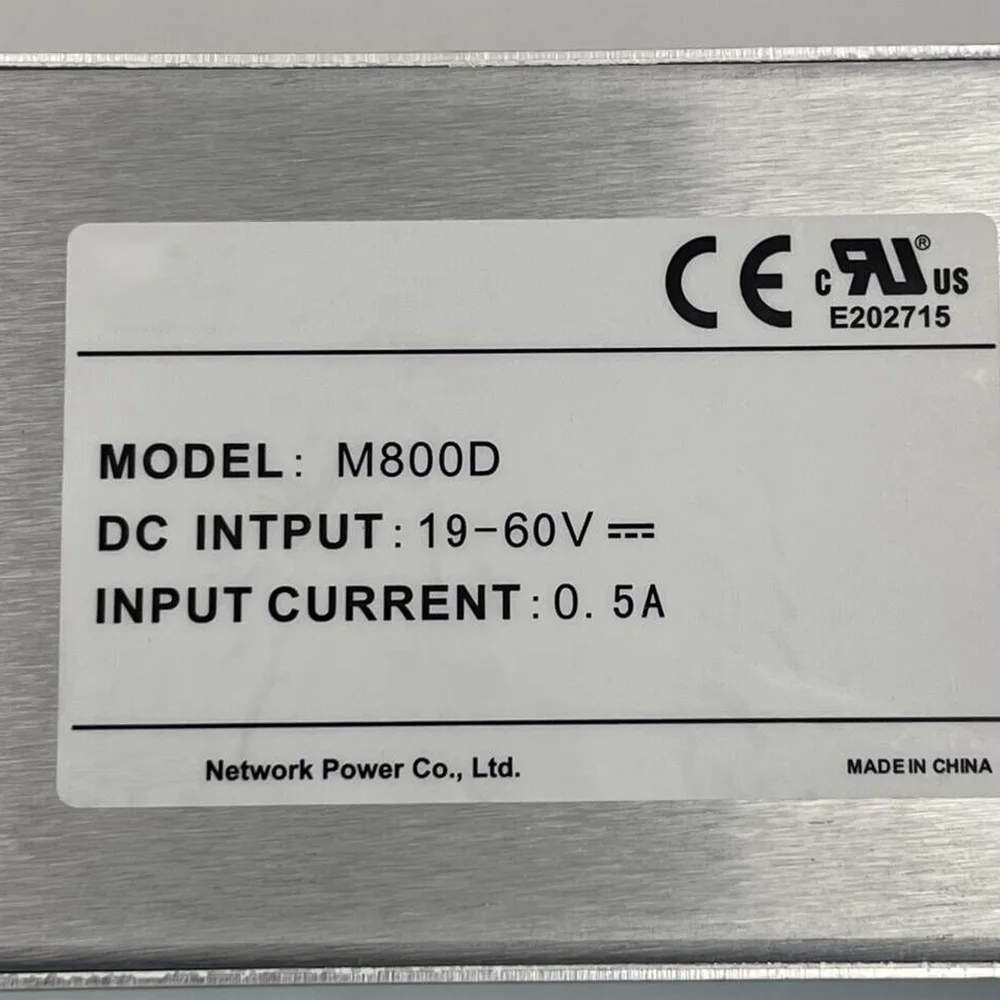 CE c RU® US
E202715
MODEL: M800D
DC INTPUT: 19-60V ⎓
INPUT CURRENT: 0.5A
Network Power Co., Ltd.
MADE IN CHINA